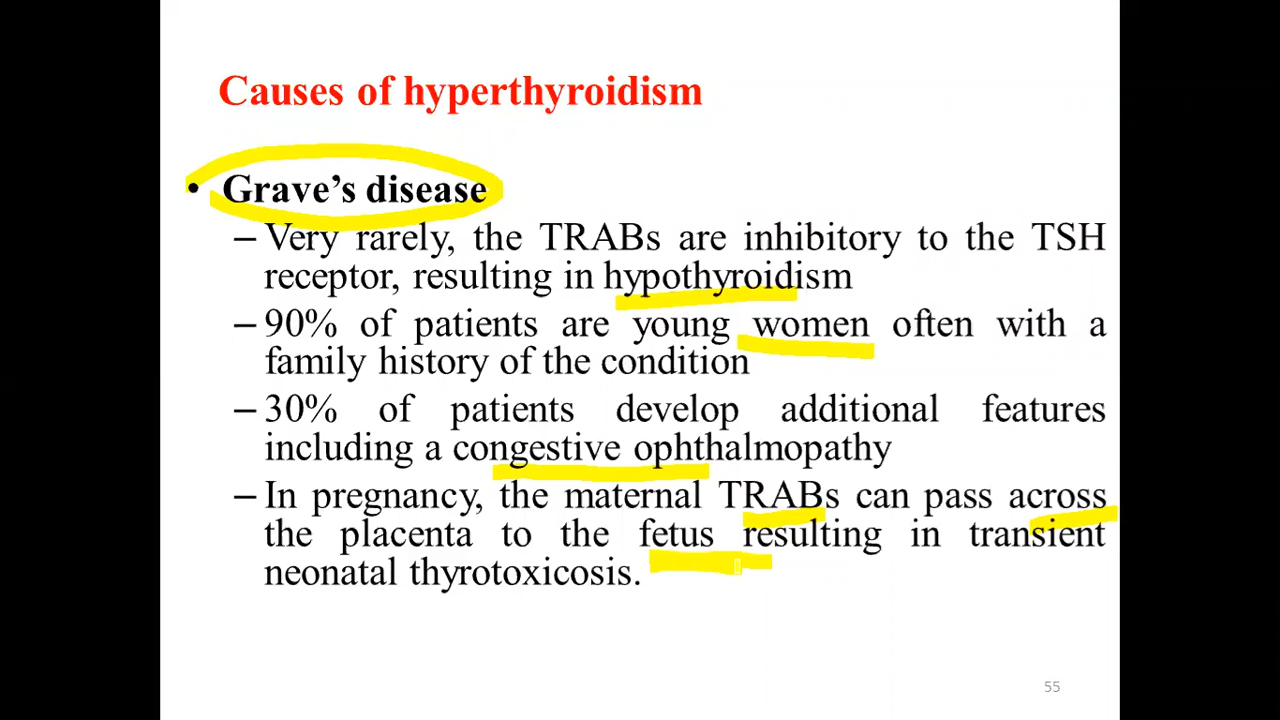 Causes of hyperthyroidism
• Grave’s disease
– Very rarely, the TRABs are inhibitory to the TSH
receptor, resulting in hypothyroidism
– 90% of patients are young women often with a
family history of the condition
– 30% of patients develop additional features
including a congestive ophthalmopathy
– In pregnancy, the maternal TRABs can pass across
the placenta to the fetus resulting in transient
neonatal thyrotoxicosis.
55